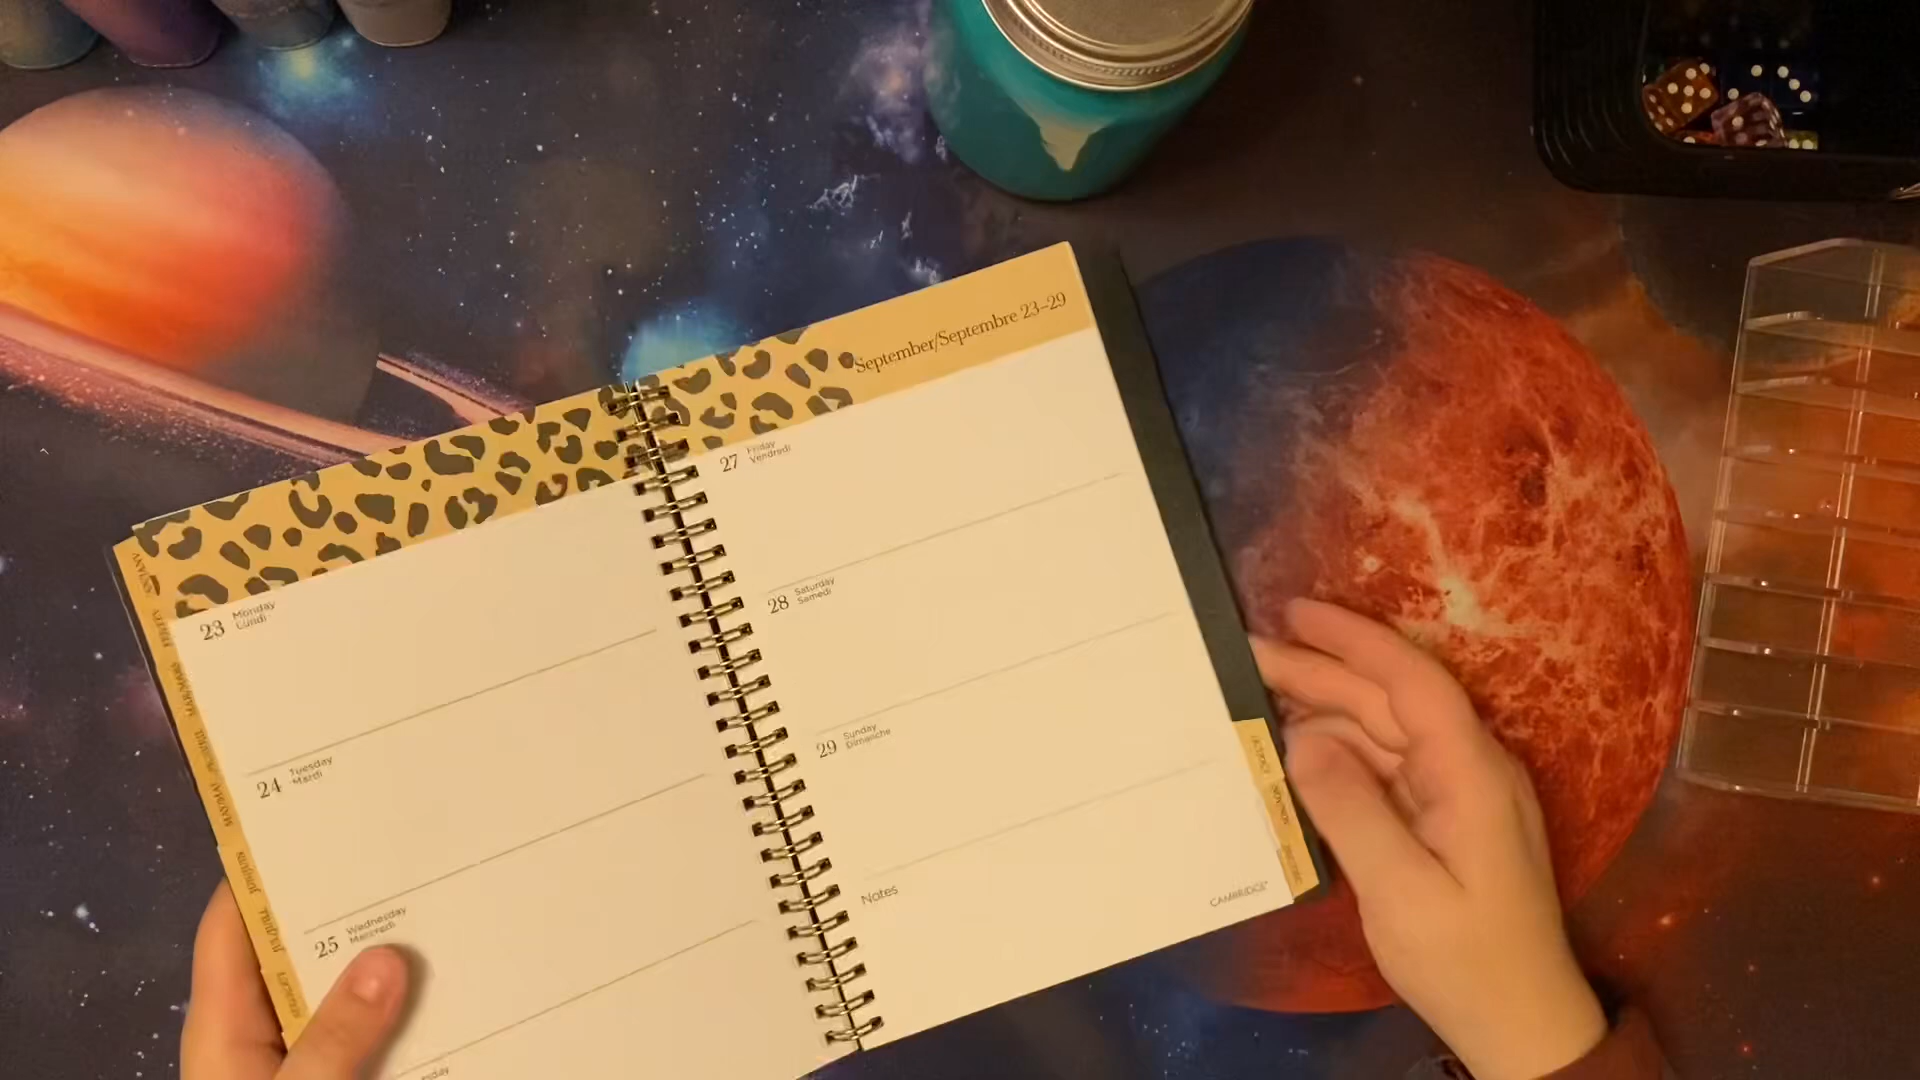 September/Septembre 23–29
23 Monday
Lundi
24 Tuesday
Mardi
25 Wednesday
Mercredi
27 Friday
Vendredi
28 Saturday
Samedi
29 Sunday
Dimanche
Notes
CAMBRIDGE